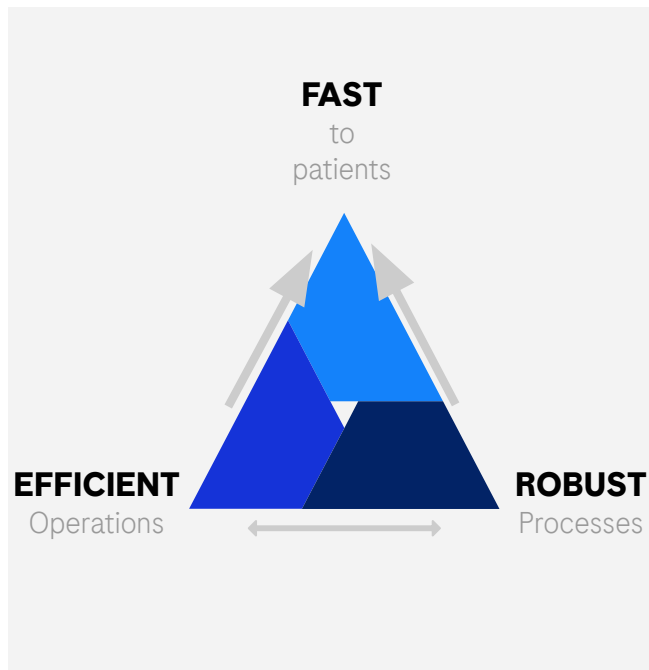 FAST
to
patients
EFFICIENT
Operations
ROBUST
Processes